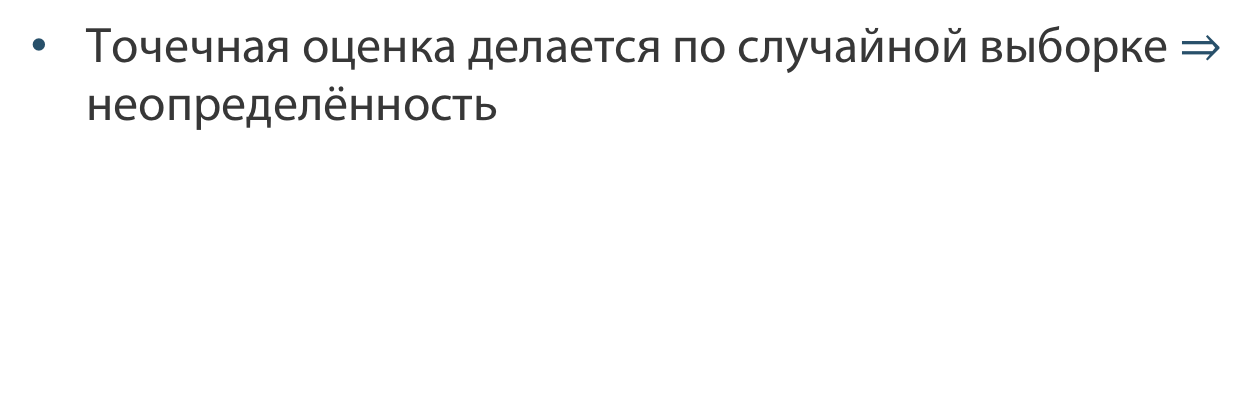 • Точечная оценка делается по случайной выборке ⇒
неопределённость